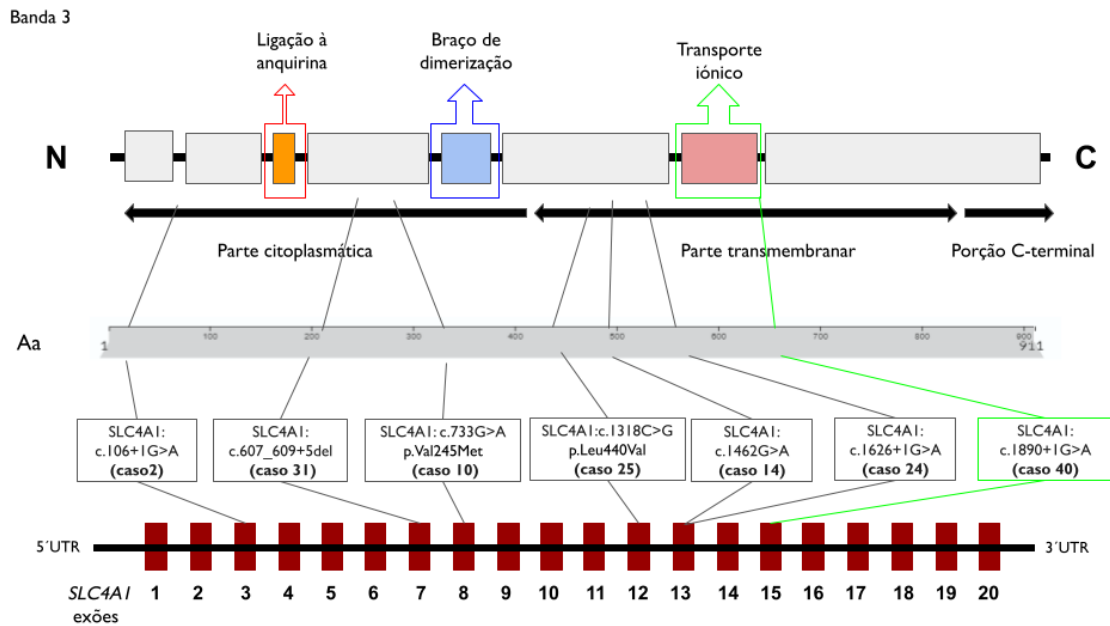 Banda 3
Ligação à
anquirina
Braço de
dimerização
Transporte
iónico
N
C
Parte citoplasmática
Parte transmembranar
Porção C-terminal
Aa
1
100
200
300
400
500
600
700
800
900
911
SLC4A1:
c.106+1G>A
(caso2)
SLC4A1:
c.607_609+5del
(caso 31)
SLC4A1: c.733G>A
p.Val245Met
(caso 10)
SLC4A1:c.1318C>G
p.Leu440Val
(caso 25)
SLC4A1:
c.1462G>A
(caso 14)
SLC4A1:
c.1626+1G>A
(caso 24)
SLC4A1:
c.1890+1G>A
(caso 40)
5´UTR
3´UTR
SLC4A1
exões
1 2 3 4 5 6 7 8 9 10 11 12 13 14 15 16 17 18 19 20